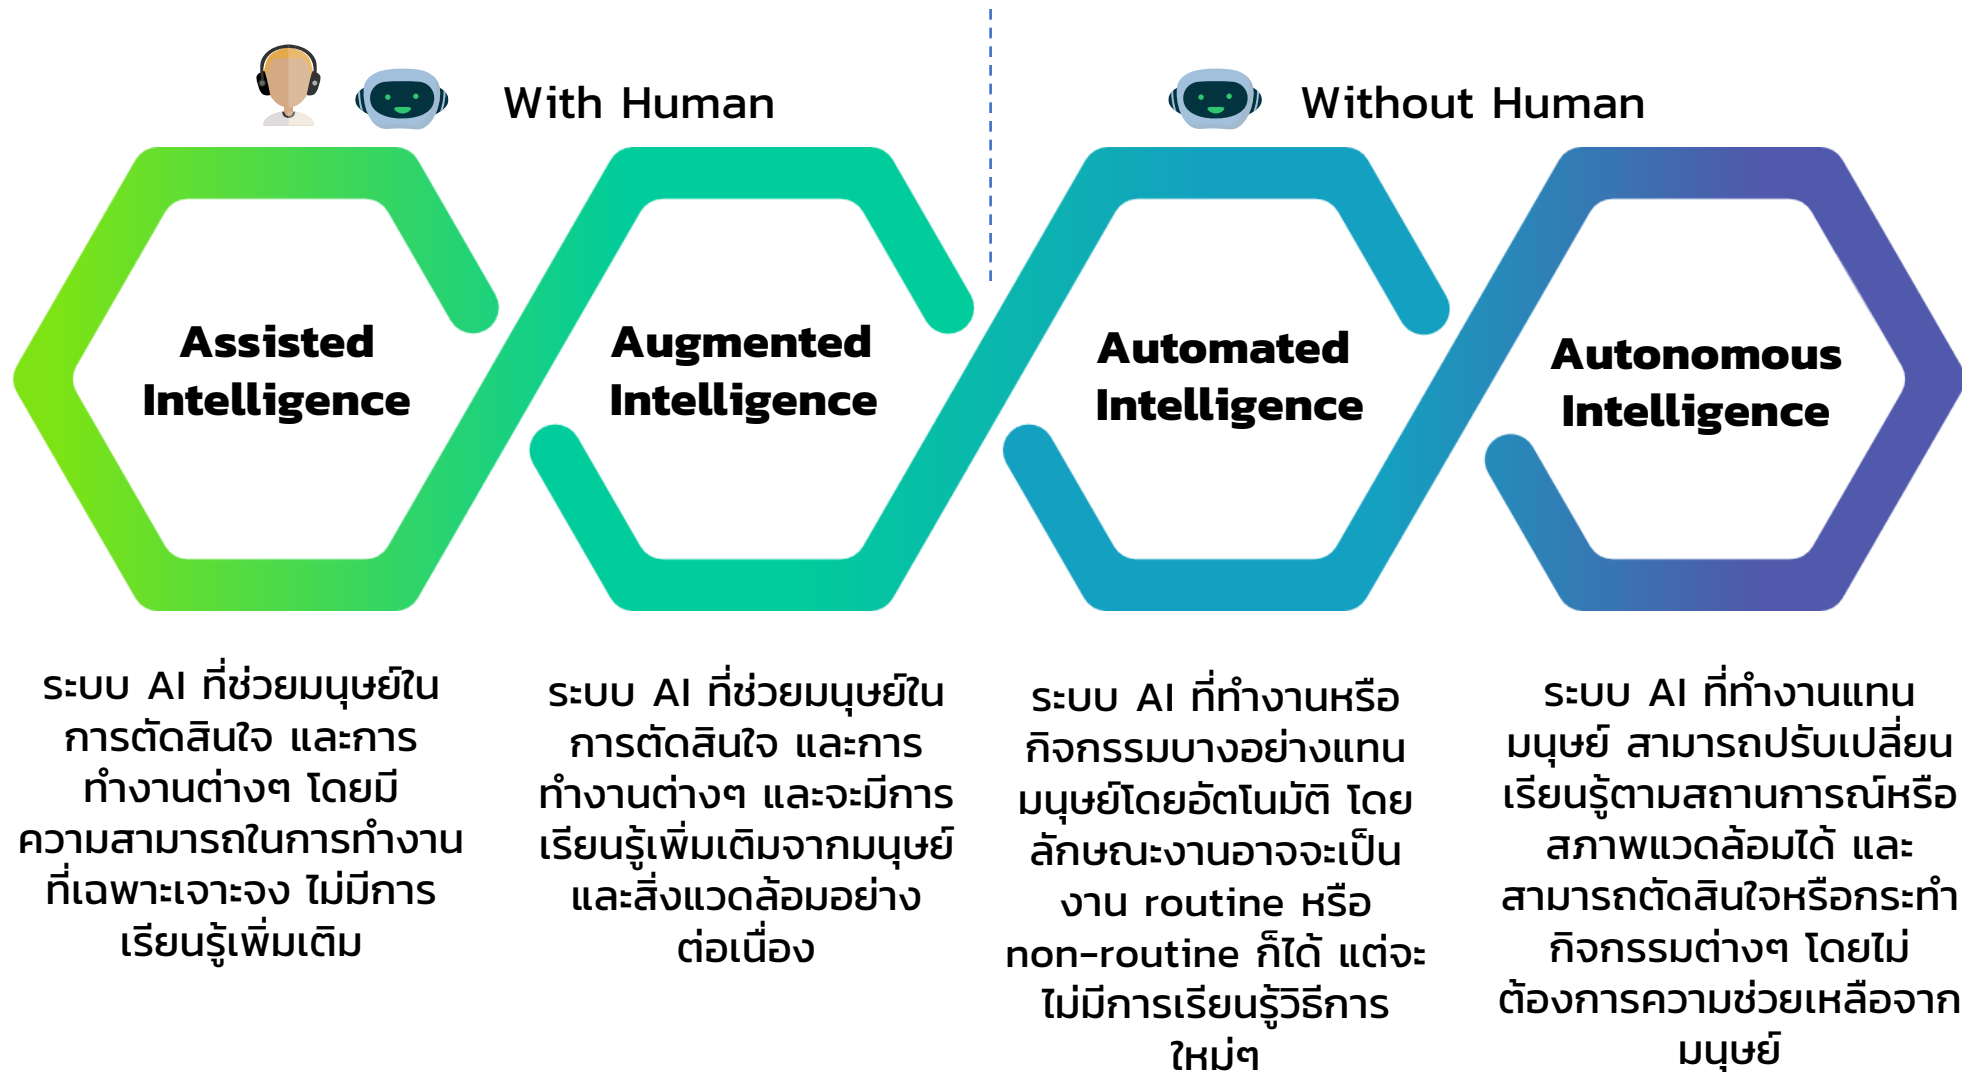 With Human
Without Human
Assisted
Intelligence
Augmented
Intelligence
Automated
Intelligence
Autonomous
Intelligence
ระบบ AI ที่ช่วยมนุษย์ใน
การตัดสินใจ และการ
ทำงานต่างๆ โดยมี
ความสามารถในการทำงาน
ที่เฉพาะเจาะจง ไม่มีการ
เรียนรู้เพิ่มเติม
ระบบ AI ที่ช่วยมนุษย์ใน
การตัดสินใจ และการ
ทำงานต่างๆ และจะมีการ
เรียนรู้เพิ่มเติมจากมนุษย์
และสิ่งแวดล้อมอย่าง
ต่อเนื่อง
ระบบ AI ที่ทำงานหรือ
กิจกรรมบางอย่างแทน
มนุษย์โดยอัตโนมัติ โดย
ลักษณะงานอาจจะเป็น
งาน routine หรือ
non-routine ก็ได้ แต่จะ
ไม่มีการเรียนรู้วิธีการ
ใหม่ๆ
ระบบ AI ที่ทำงานแทน
มนุษย์ สามารถปรับเปลี่ยน
เรียนรู้ตามสถานการณ์หรือ
สภาพแวดล้อมได้ และ
สามารถตัดสินใจหรือกระทำ
กิจกรรมต่างๆ โดยไม่
ต้องการความช่วยเหลือจาก
มนุษย์